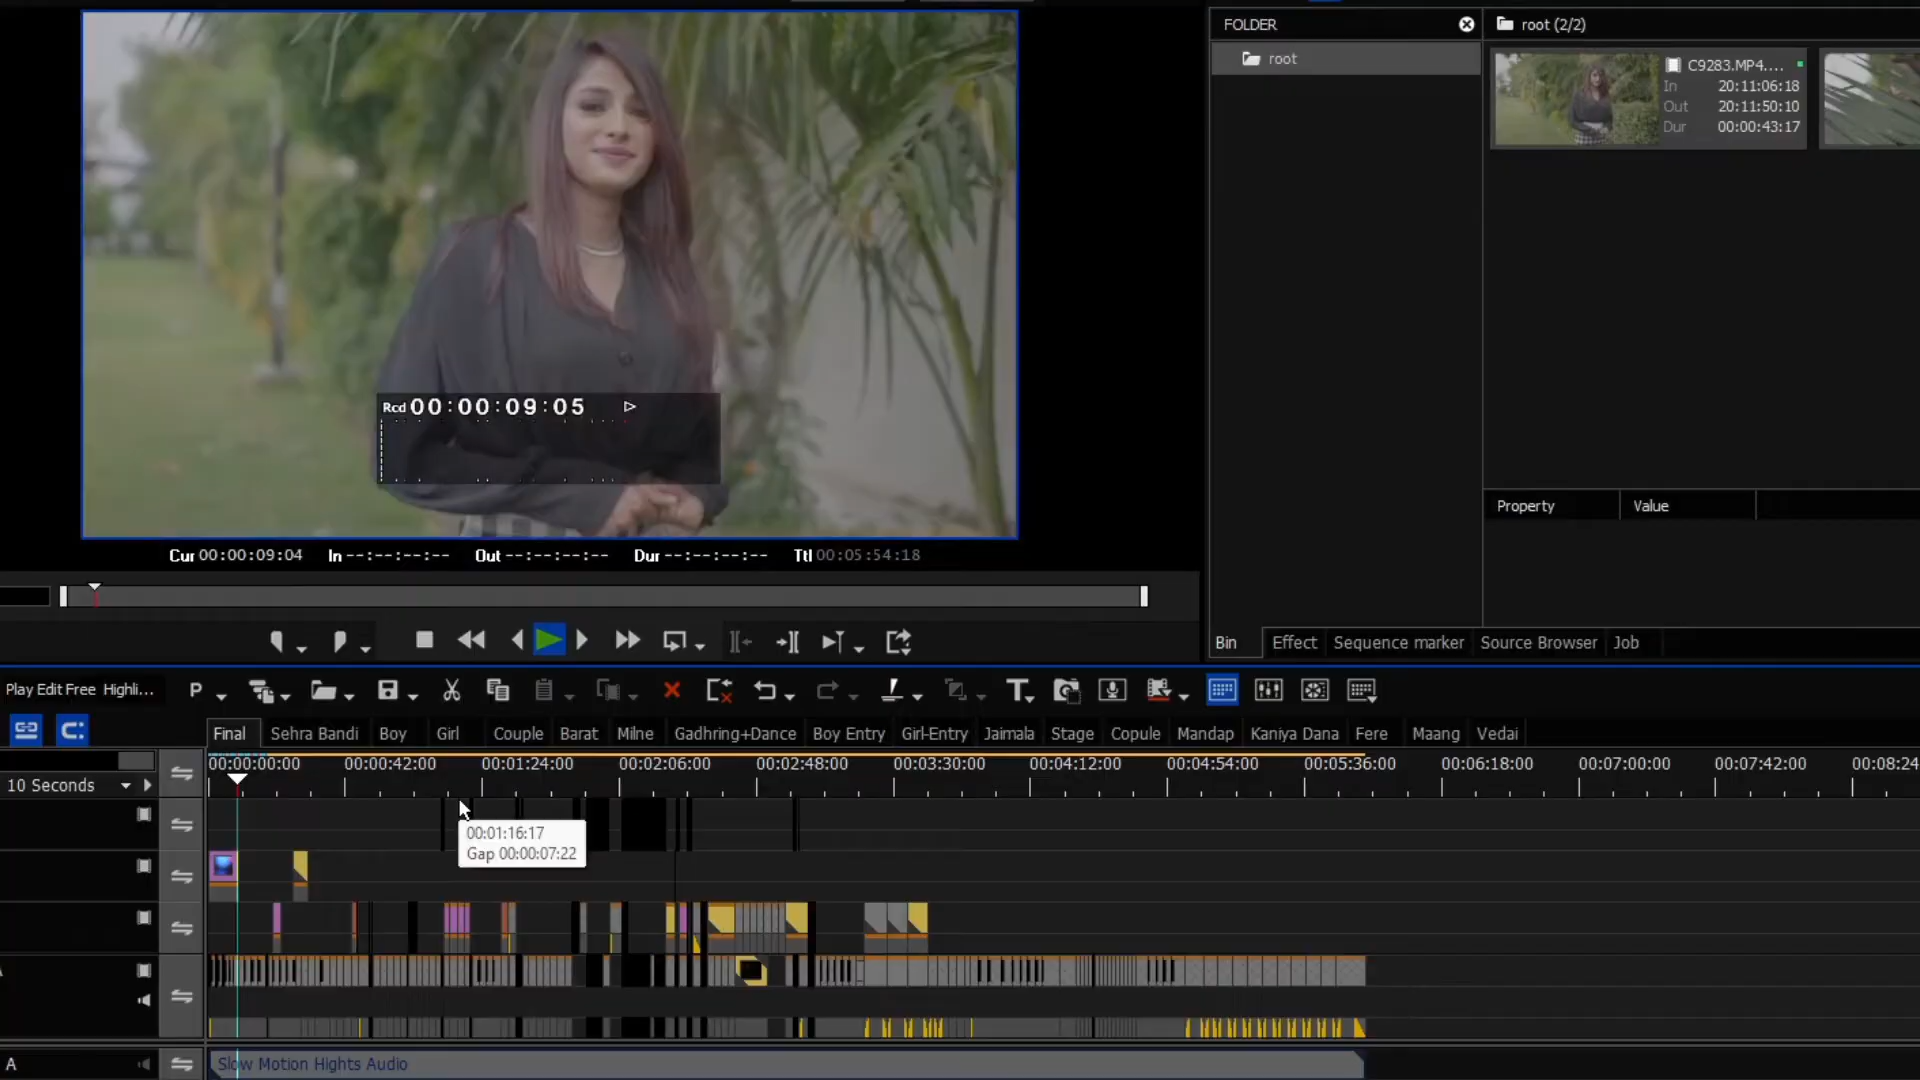 FOLDER
root
root (2/2)
C9283.MP4....
In 20:11:06:18
Out 20:11:50:10
Dur 00:00:43:17
Rcd 00:00:09:05
Cur 00:00:09:04 In --:--:--:-- Out --:--:--:-- Dur --:--:--:-- Ttl 00:05:54:18
Property Value
Bin Effect Sequence marker Source Browser Job
Play Edit Free Highli...
P
T
Final Sehra Bandi Boy Girl Couple Barat Milne Gadhring+Dance Boy Entry Girl-Entry Jaimala Stage Copule Mandap Kaniya Dana Fere Maang Vedai
00:00:00:00 00:00:42:00 00:01:24:00 00:02:06:00 00:02:48:00 00:03:30:00 00:04:12:00 00:04:54:00 00:05:36:00 00:06:18:00 00:07:00:00 00:07:42:00 00:08:24
10 Seconds
00:01:16:17
Gap 00:00:07:22
A Slow Motion Hights Audio